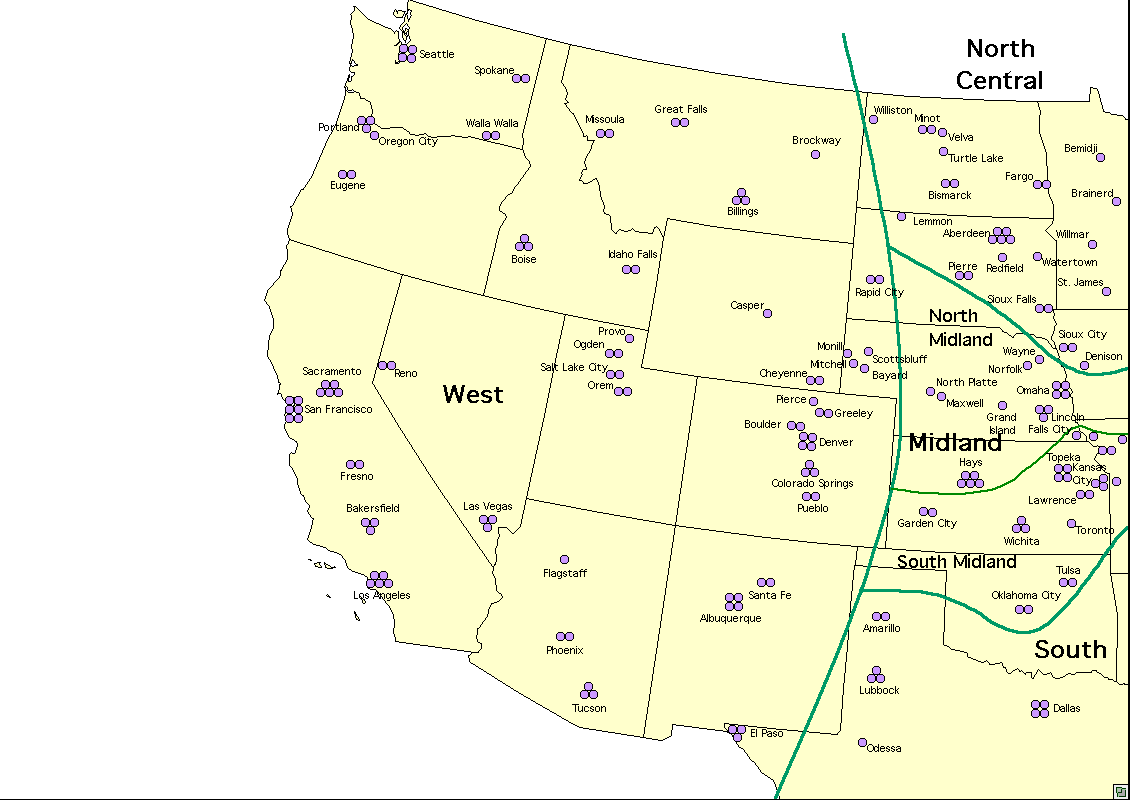 North
Central
Seattle
Spokane
Great Falls
Williston
Minot
Missoula
Walla Walla
Portland
Velva
Oregon City
Brockway
Bemidji
Turtle Lake
Fargo
Eugene
Bismarck
Brainerd
Billings
Lemmon
Aberdeen
Willmar
Boise
Idaho Falls
Pierre
Redfield
Watertown
Rapid City
St. James
Sioux Falls
Casper
North
Midland
Provo
Ogden
Sioux City
Monill
Scottsbluff
Wayne
Denison
Salt Lake City
Mitchell
Bayard
Norfolk
Sacramento
Reno
Cheyenne
Orem
North Platte
Omaha
West
Pierce
Maxwell
San Francisco
Greeley
Grand
Island
Lincoln
Boulder
Falls City
Denver
Midland
Topeka
Hays
Kansas
City
Fresno
Colorado Springs
Lawrence
Bakersfield
Las Vegas
Pueblo
Garden City
Wichita
Toronto
South Midland
Flagstaff
Tulsa
Los Angeles
Santa Fe
Oklahoma City
Albuquerque
Amarillo
Phoenix
South
Lubbock
Tucson
Dallas
El Paso
Odessa